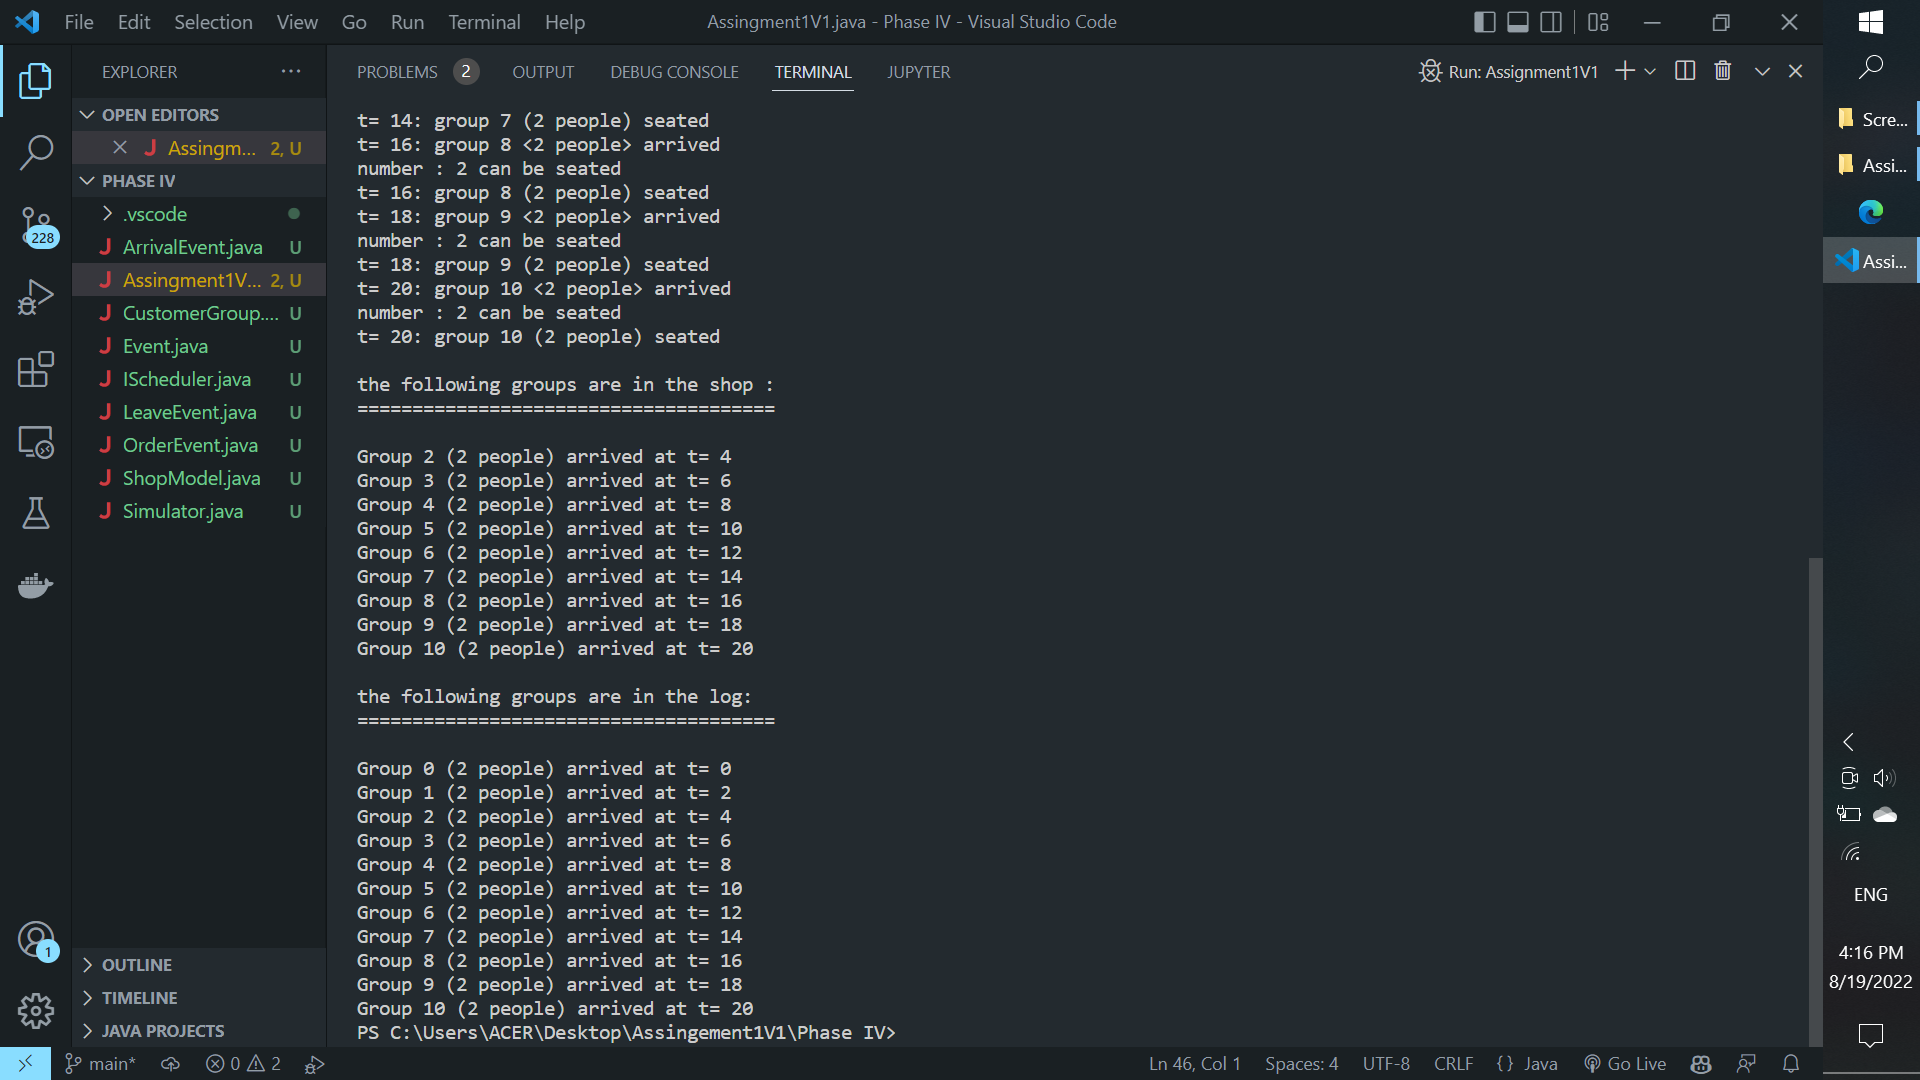 File Edit Selection View Go Run Terminal Help
Assingment1V1.java - Phase IV - Visual Studio Code
EXPLORER
OPEN EDITORS
Assingm... 2, U
PHASE IV
.vscode
ArrivalEvent.java U
Assingment1V... 2, U
CustomerGroup.... U
Event.java U
IScheduler.java U
LeaveEvent.java U
OrderEvent.java U
ShopModel.java U
Simulator.java U
OUTLINE
TIMELINE
JAVA PROJECTS
228
1
PROBLEMS 2 OUTPUT DEBUG CONSOLE TERMINAL JUPYTER
Run: Assignment1V1
t= 14: group 7 (2 people) seated
t= 16: group 8 <2 people> arrived
number : 2 can be seated
t= 16: group 8 (2 people) seated
t= 18: group 9 <2 people> arrived
number : 2 can be seated
t= 18: group 9 (2 people) seated
t= 20: group 10 <2 people> arrived
number : 2 can be seated
t= 20: group 10 (2 people) seated
the following groups are in the shop :
======================================
Group 2 (2 people) arrived at t= 4
Group 3 (2 people) arrived at t= 6
Group 4 (2 people) arrived at t= 8
Group 5 (2 people) arrived at t= 10
Group 6 (2 people) arrived at t= 12
Group 7 (2 people) arrived at t= 14
Group 8 (2 people) arrived at t= 16
Group 9 (2 people) arrived at t= 18
Group 10 (2 people) arrived at t= 20
the following groups are in the log:
======================================
Group 0 (2 people) arrived at t= 0
Group 1 (2 people) arrived at t= 2
Group 2 (2 people) arrived at t= 4
Group 3 (2 people) arrived at t= 6
Group 4 (2 people) arrived at t= 8
Group 5 (2 people) arrived at t= 10
Group 6 (2 people) arrived at t= 12
Group 7 (2 people) arrived at t= 14
Group 8 (2 people) arrived at t= 16
Group 9 (2 people) arrived at t= 18
Group 10 (2 people) arrived at t= 20
PS C:\Users\ACER\Desktop\Assingement1V1\Phase IV>
main* 0 2
Ln 46, Col 1 Spaces: 4 UTF-8 CRLF {} Java Go Live
Scre...
Assi...
Assi...
ENG
4:16 PM
8/19/2022